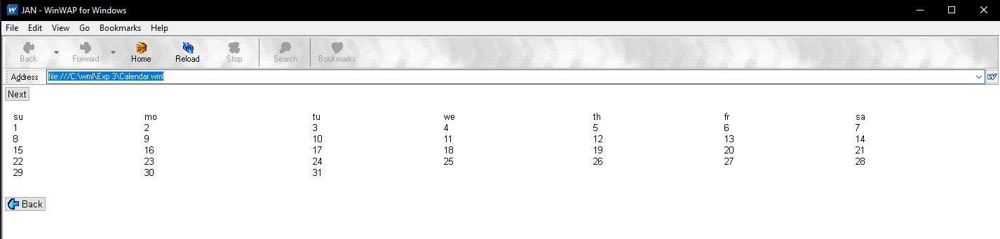 JAN - WinWAP for Windows
File Edit View Go Bookmarks Help
Back Forward Home Reload Stop Search Bookmarks
Address file:///C:\wml\Exp 3\Calendar.wml
Next
su mo tu we th fr sa
1 2 3 4 5 6 7
8 9 10 11 12 13 14
15 16 17 18 19 20 21
22 23 24 25 26 27 28
29 30 31
Back